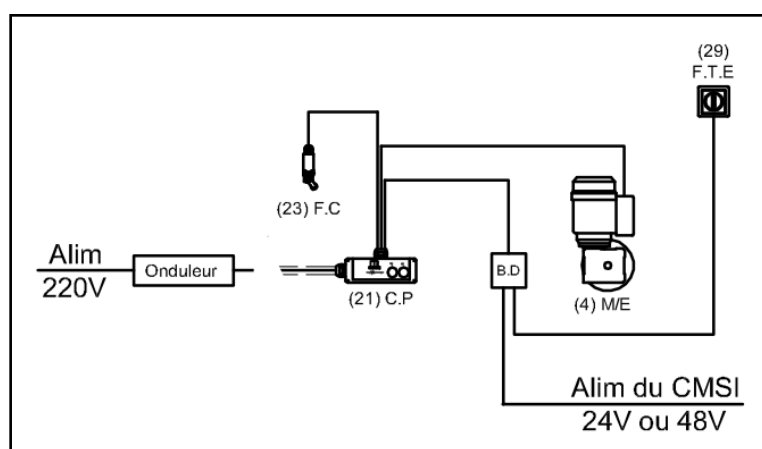 (29)
F.T.E
(23) F.C
Alim
220V
Onduleur
(21) C.P
B.D
(4) M/E
Alim du CMSI
24V ou 48V